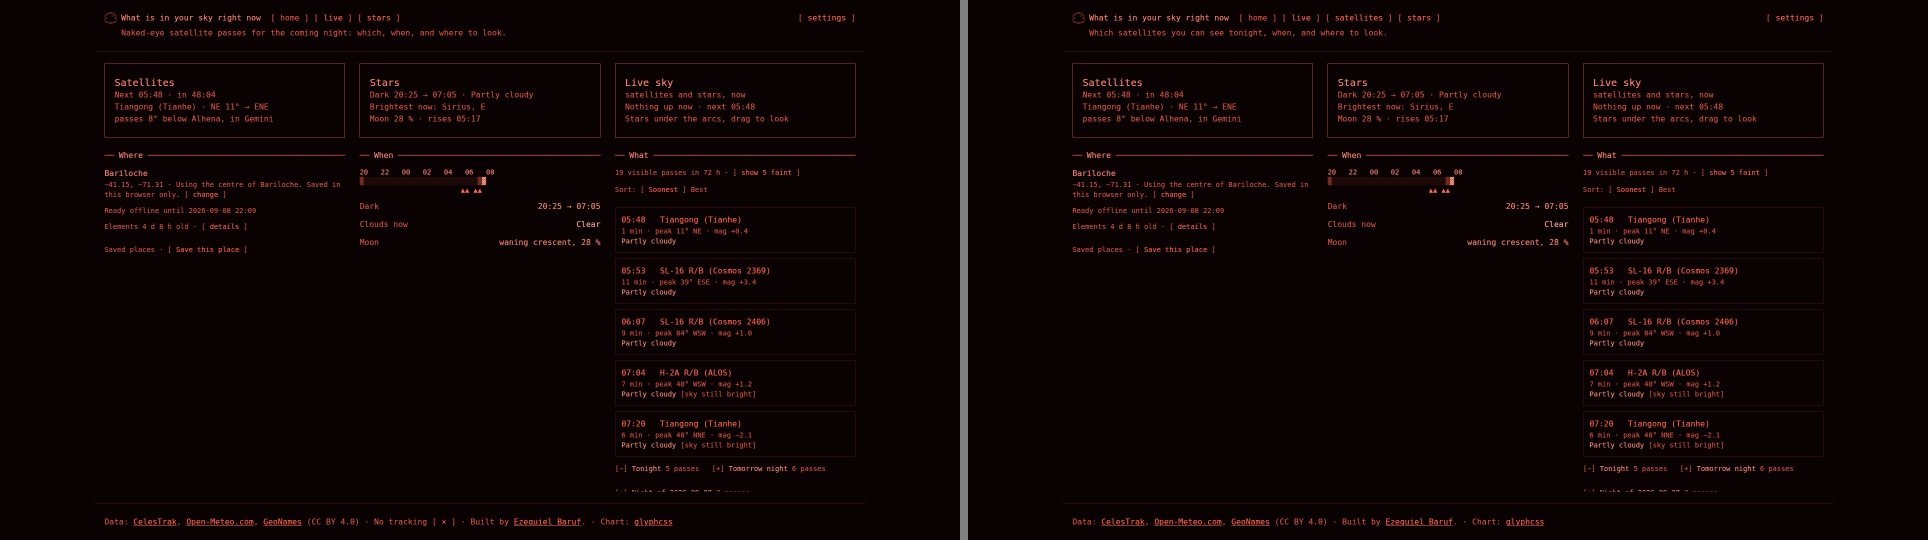 What is in your sky right now [ home ] [ live ] [ stars ] [ settings ]
Naked-eye satellite passes for the coming night: which, when, and where to look.
Satellites
Next 05:48 · in 48:04
Tiangong (Tianhe) · NE 11° → ENE
passes 8° below Alhena, in Gemini
Stars
Dark 20:25 → 07:05 · Partly cloudy
Brightest now: Sirius, E
Moon 28 % · rises 05:17
Live sky
satellites and stars, now
Nothing up now · next 05:48
Stars under the arcs, drag to look
Where
Bariloche
−41.15, −71.31 · Using the centre of Bariloche. Saved in
this browser only. [ change ]
Ready offline until 2026-09-08 22:09
Elements 4 d 8 h old · [ details ]
Saved places · [ Save this place ]
When
20 22 00 02 04 06 08
Dark 20:25 → 07:05
Clouds now Clear
Moon waning crescent, 28 %
What
19 visible passes in 72 h · [ show 5 faint ]
Sort: [ Soonest ] Best
05:48 Tiangong (Tianhe)
1 min · peak 11° NE · mag +0.4
Partly cloudy
05:53 SL-16 R/B (Cosmos 2369)
11 min · peak 39° ESE · mag +3.4
Partly cloudy
06:07 SL-16 R/B (Cosmos 2406)
9 min · peak 84° WSW · mag +1.0
Partly cloudy
07:04 H-2A R/B (ALOS)
7 min · peak 40° WSW · mag +1.2
Partly cloudy [sky still bright]
07:20 Tiangong (Tianhe)
6 min · peak 48° NNE · mag −2.1
Partly cloudy [sky still bright]
[−] Tonight 5 passes [+] Tomorrow night 6 passes
Data: CelesTrak, Open-Meteo.com, GeoNames (CC BY 4.0) · No tracking [ × ] · Built by Ezequiel Baruf. · Chart: glyphcss
What is in your sky right now [ home ] [ live ] [ satellites ] [ stars ] [ settings ]
Which satellites you can see tonight, when, and where to look.
Satellites
Next 05:48 · in 48:04
Tiangong (Tianhe) · NE 11° → ENE
passes 8° below Alhena, in Gemini
Stars
Dark 20:25 → 07:05 · Partly cloudy
Brightest now: Sirius, E
Moon 28 % · rises 05:17
Live sky
satellites and stars, now
Nothing up now · next 05:48
Stars under the arcs, drag to look
Where
Bariloche
−41.15, −71.31 · Using the centre of Bariloche. Saved in
this browser only. [ change ]
Ready offline until 2026-09-08 22:09
Elements 4 d 8 h old · [ details ]
Saved places · [ Save this place ]
When
20 22 00 02 04 06 08
Dark 20:25 → 07:05
Clouds now Clear
Moon waning crescent, 28 %
What
19 visible passes in 72 h · [ show 5 faint ]
Sort: [ Soonest ] Best
05:48 Tiangong (Tianhe)
1 min · peak 11° NE · mag +0.4
Partly cloudy
05:53 SL-16 R/B (Cosmos 2369)
11 min · peak 39° ESE · mag +3.4
Partly cloudy
06:07 SL-16 R/B (Cosmos 2406)
9 min · peak 84° WSW · mag +1.0
Partly cloudy
07:04 H-2A R/B (ALOS)
7 min · peak 40° WSW · mag +1.2
Partly cloudy [sky still bright]
07:20 Tiangong (Tianhe)
6 min · peak 48° NNE · mag −2.1
Partly cloudy [sky still bright]
[−] Tonight 5 passes [+] Tomorrow night 6 passes
Data: CelesTrak, Open-Meteo.com, GeoNames (CC BY 4.0) · Built by Ezequiel Baruf. · Chart: glyphcss